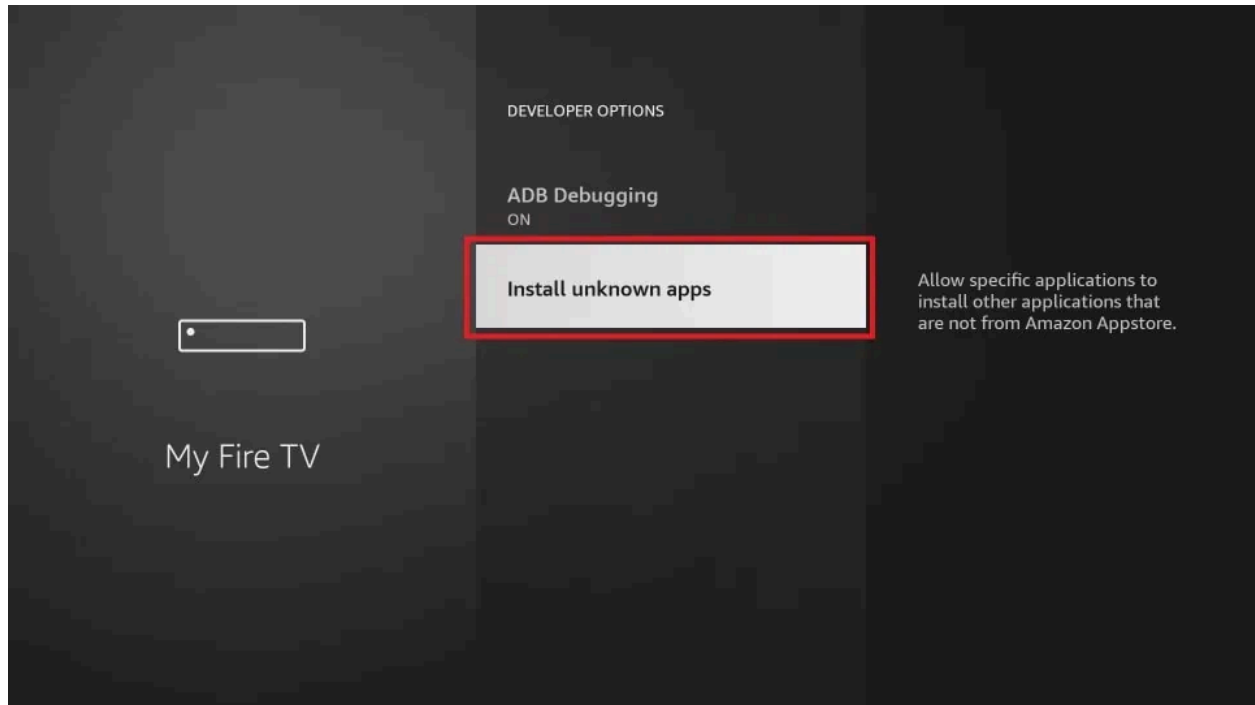 DEVELOPER OPTIONS
ADB Debugging
ON
Install unknown apps
Allow specific applications to
install other applications that
are not from Amazon Appstore.
My Fire TV